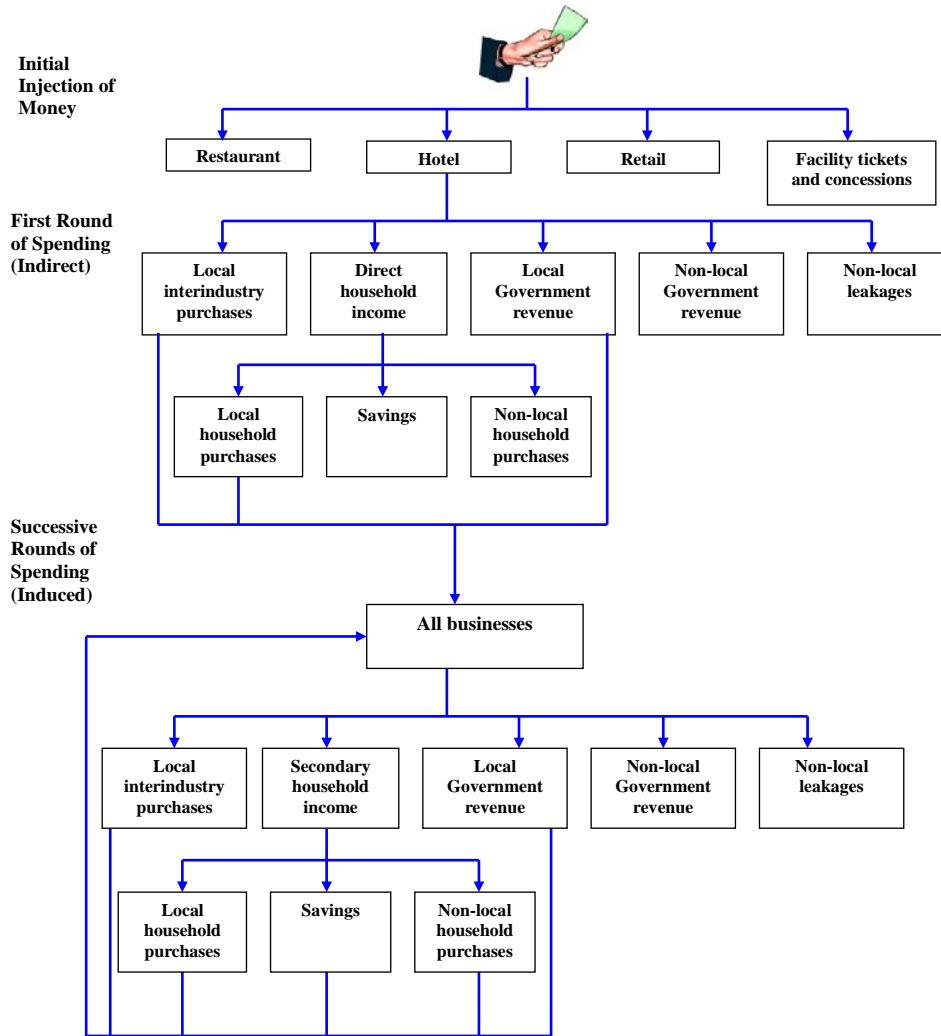 Initial
Injection of
Money
Restaurant
Hotel
Retail
Facility tickets
and concessions
First Round
of Spending
(Indirect)
Local
interindustry
purchases
Direct
household
income
Local
Government
revenue
Non-local
Government
revenue
Non-local
leakages
Local
household
purchases
Savings
Non-local
household
purchases
Successive
Rounds of
Spending
(Induced)
All businesses
Local
interindustry
purchases
Secondary
household
income
Local
Government
revenue
Non-local
Government
revenue
Non-local
leakages
Local
household
purchases
Savings
Non-local
household
purchases